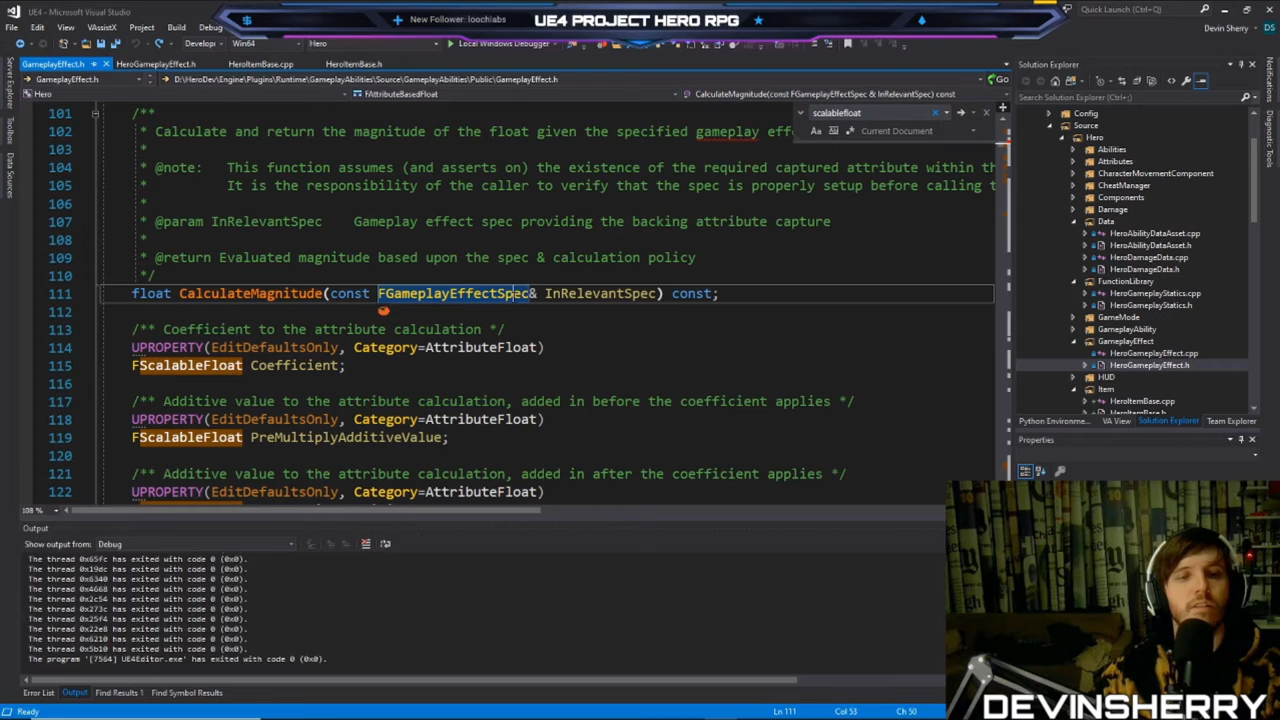 UE4 - Microsoft Visual Studio
New Follower: loochlabs
UE4 PROJECT HERO RPG
Quick Launch (Ctrl+Q)
File Edit View VAssistX Project Build Debug
Devin Sherry DS
Developi Win64 Hero Local Windows Debugger
GameplayEffect.h HeroGameplayEffect.h HeroItemBase.cpp HeroItemBase.h
GameplayEffect.h D:\HeroDev\Engine\Plugins\Runtime\GameplayAbilities\Source\GameplayAbilities\Public\GameplayEffect.h Go
Hero FAttributeBasedFloat CalculateMagnitude(const FGameplayEffectSpec & InRelevantSpec) const
scalablefloat
Aa Current Document
101 /**
102 * Calculate and return the magnitude of the float given the specified gameplay effe
103 *
104 * @note: This function assumes (and asserts on) the existence of the required captured attribute within th
105 * It is the responsibility of the caller to verify that the spec is properly setup before calling t
106 *
107 * @param InRelevantSpec Gameplay effect spec providing the backing attribute capture
108 *
109 * @return Evaluated magnitude based upon the spec & calculation policy
110 */
111 float CalculateMagnitude(const FGameplayEffectSpec& InRelevantSpec) const;
112
113 /** Coefficient to the attribute calculation */
114 UPROPERTY(EditDefaultsOnly, Category=AttributeFloat)
115 FScalableFloat Coefficient;
116
117 /** Additive value to the attribute calculation, added in before the coefficient applies */
118 UPROPERTY(EditDefaultsOnly, Category=AttributeFloat)
119 FScalableFloat PreMultiplyAdditiveValue;
120
121 /** Additive value to the attribute calculation, added in after the coefficient applies */
122 UPROPERTY(EditDefaultsOnly, Category=AttributeFloat)
108 %
Server Explorer
Toolbox
Data Sources
Solution Explorer
Search Solution Explorer (Ctrl+;)
Config
Source
Hero
Abilities
Attributes
CharacterMovementComponent
CheatManager
Components
Damage
Data
HeroAbilityDataAsset.cpp
HeroAbilityDataAsset.h
HeroDamageData.cpp
HeroDamageData.h
FunctionLibrary
HeroGameplayStatics.cpp
HeroGameplayStatics.h
GameMode
GameplayAbility
GameplayEffect
HeroGameplayEffect.cpp
HeroGameplayEffect.h
HUD
Item
HeroItemBase.cpp
HeroItemBase.h
Python Environme... VA View Solution Explorer Team Explorer
Properties
Notifications
Diagnostic Tools
Output
Show output from: Debug
The thread 0x65fc has exited with code 0 (0x0).
The thread 0x19dc has exited with code 0 (0x0).
The thread 0x6340 has exited with code 0 (0x0).
The thread 0x4668 has exited with code 0 (0x0).
The thread 0x2c54 has exited with code 0 (0x0).
The thread 0x273c has exited with code 0 (0x0).
The thread 0x25f4 has exited with code 0 (0x0).
The thread 0x22e8 has exited with code 0 (0x0).
The thread 0x6210 has exited with code 0 (0x0).
The thread 0x5b10 has exited with code 0 (0x0).
The program '[7564] UE4Editor.exe' has exited with code 0 (0x0).
Error List Output Find Results 1 Find Symbol Results
Ready Ln 111 Col 53 Ch 50
DEVINSHERRY